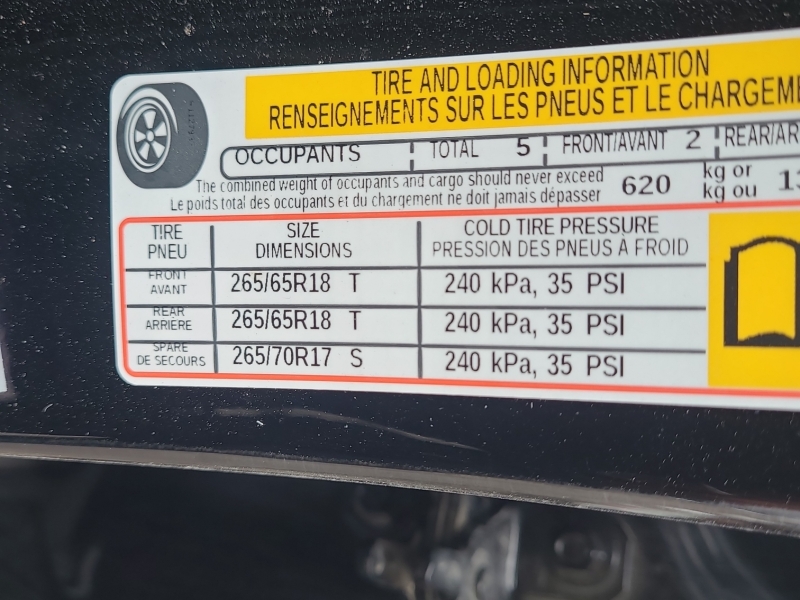 TIRE AND LOADING INFORMATION
RENSEIGNEMENTS SUR LES PNEUS ET LE CHARGEME
OCCUPANTS TOTAL 5 FRONT/AVANT 2 REAR/AR
The combined weight of occupants and cargo should never exceed
Le poids total des occupants et du chargement ne doit jamais dépasser
620 kg or
kg ou 13
TIRE
PNEU
SIZE
DIMENSIONS
COLD TIRE PRESSURE
PRESSION DES PNEUS À FROID
FRONT
AVANT
265/65R18 T 240 kPa, 35 PSI
REAR
ARRIÈRE
265/65R18 T 240 kPa, 35 PSI
SPARE
DE SECOURS
265/70R17 S 240 kPa, 35 PSI